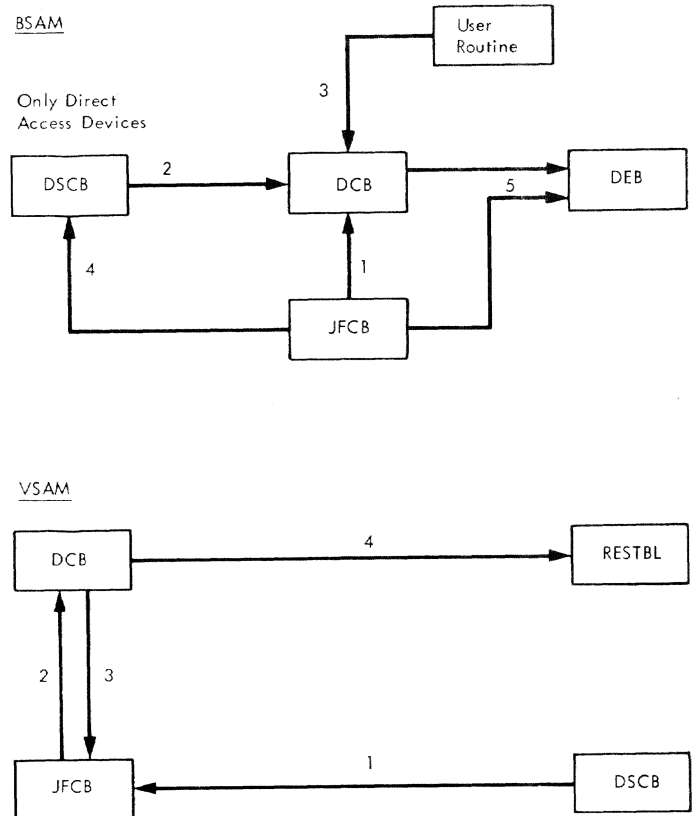 BSAM
User
Routine
3
Only Direct
Access Devices
DSCB
2
DCB
DEB
5
4
1
JFCB
VSAM
DCB
4
RESTBL
2
3
1
JFCB
DSCB